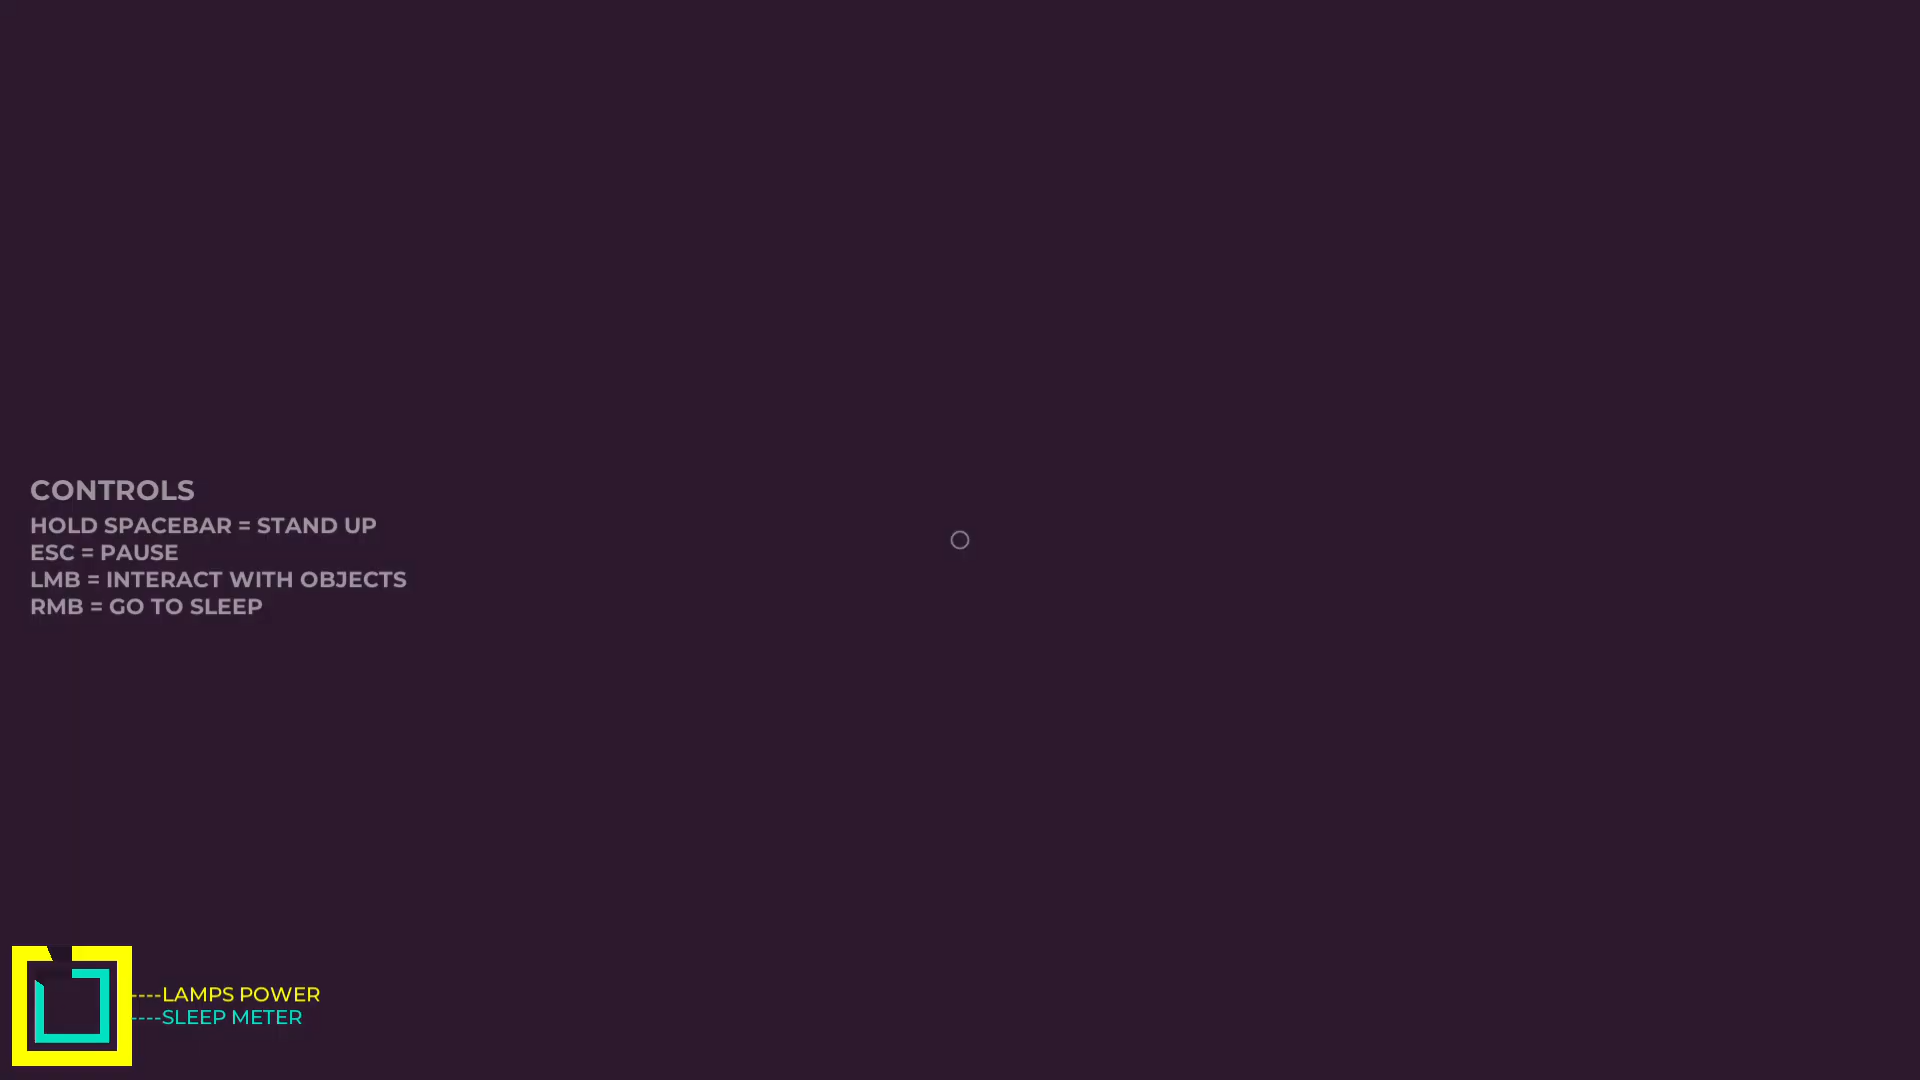 CONTROLS
HOLD SPACEBAR = STAND UP
ESC = PAUSE
LMB = INTERACT WITH OBJECTS
RMB = GO TO SLEEP
----LAMPS POWER
----SLEEP METER